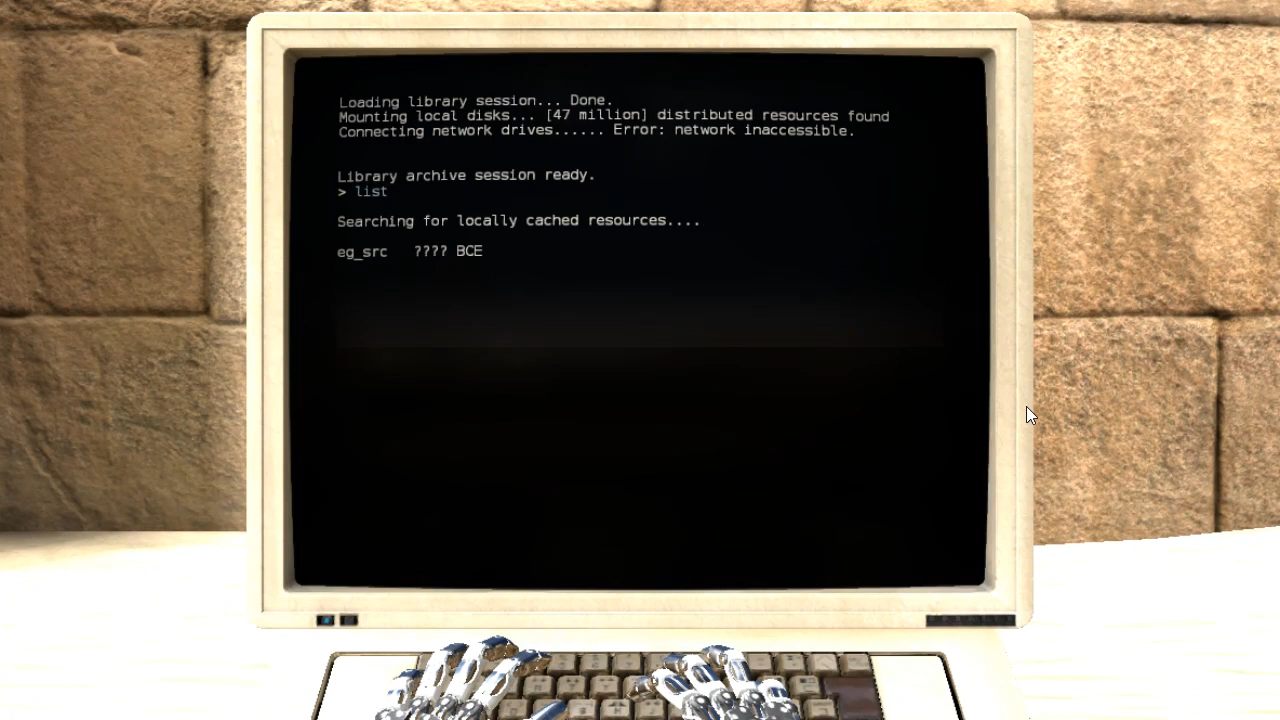 Loading library session... Done.
Mounting local disks... [47 million] distributed resources found
Connecting network drives...... Error: network inaccessible.
Library archive session ready.
> list
Searching for locally cached resources....
eg_src ???? BCE